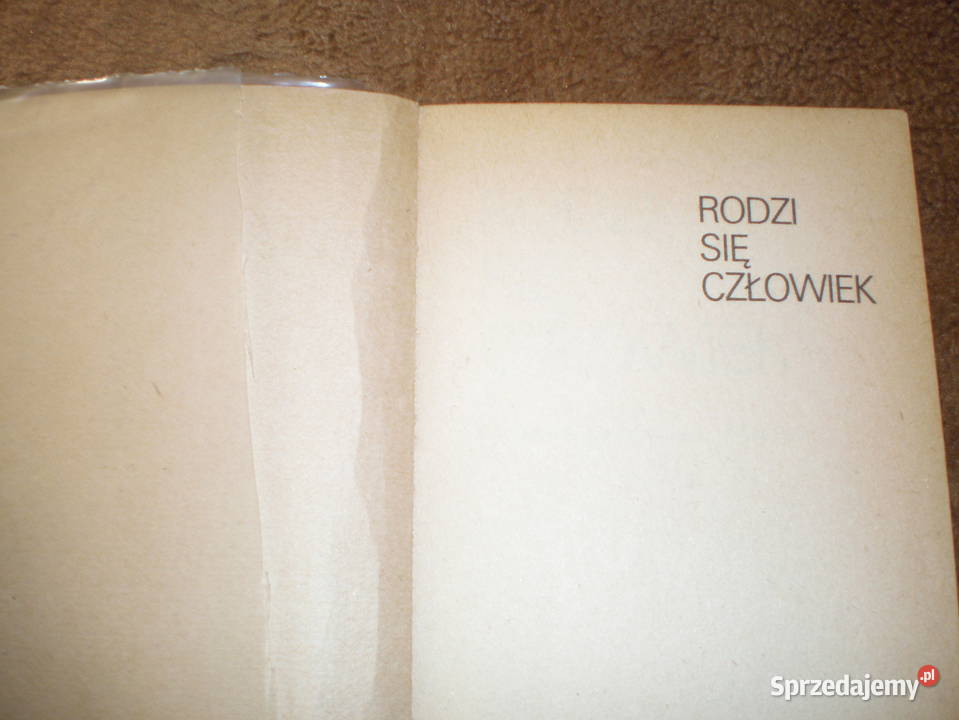 RODZI
SIĘ
CZŁOWIEK
Sprzedajemy.pl